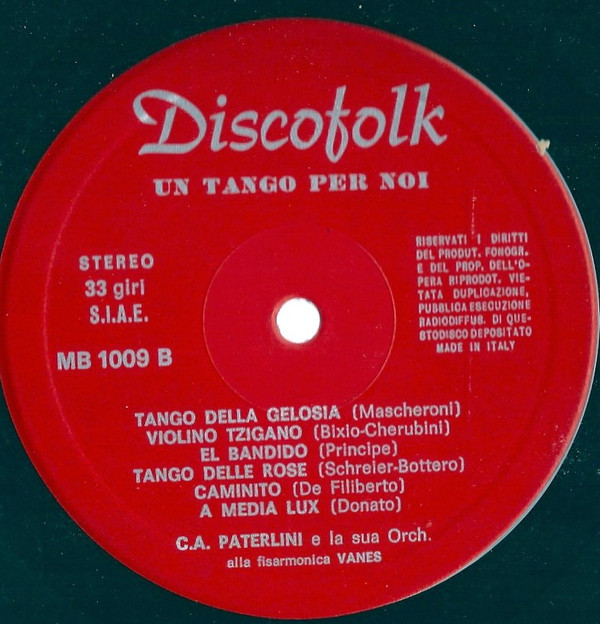 Discofolk
UN TANGO PER NOI
STEREO
33 giri
S.I.A.E.
MB 1009 B
RISERVATI I DIRITTI
DEL PRODUT. FONOGR.
E DEL PROP. DELL'O-
PERA RIPRODOT. VIE-
TATA DUPLICAZIONE,
PUBBLICA ESECUZIONE
RADIODIFFUS. DI QUE-
STODISCO DEPOSITATO
MADE IN ITALY
TANGO DELLA GELOSIA (Mascheroni)
VIOLINO TZIGANO (Bixio-Cherubini)
EL BANDIDO (Principe)
TANGO DELLE ROSE (Schreier-Bottero)
CAMINITO (De Filiberto)
A MEDIA LUX (Donato)
C.A. PATERLINI e la sua Orch.
alla fisarmonica VANES